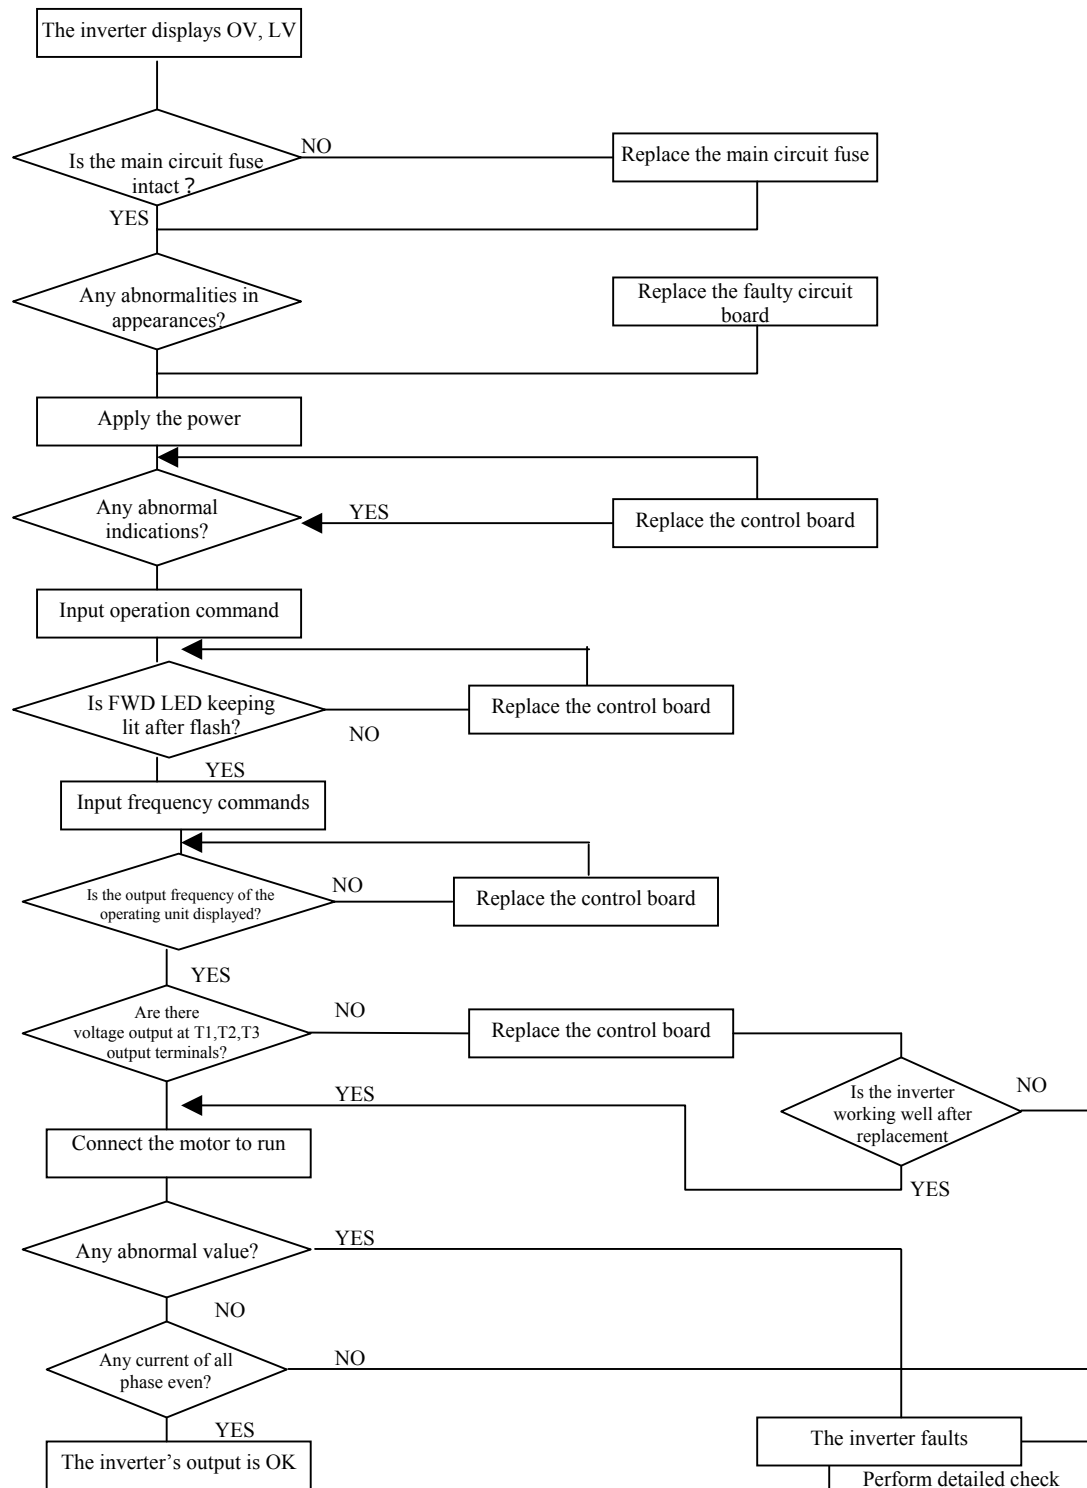 The inverter displays OV, LV
NO
Is the main circuit fuse
intact ?
Replace the main circuit fuse
YES
Any abnormalities in
appearances?
Replace the faulty circuit
board
Apply the power
Any abnormal
indications?
YES
Replace the control board
Input operation command
Is FWD LED keeping
lit after flash?
NO
Replace the control board
YES
Input frequency commands
Is the output frequency of the
operating unit displayed?
NO
Replace the control board
YES
Are there
voltage output at T1,T2,T3
output terminals?
NO
Replace the control board
Is the inverter
working well after
replacement
NO
YES
YES
Connect the motor to run
Any abnormal value?
YES
NO
Any current of all
phase even?
NO
YES
The inverter's output is OK
The inverter faults
Perform detailed check